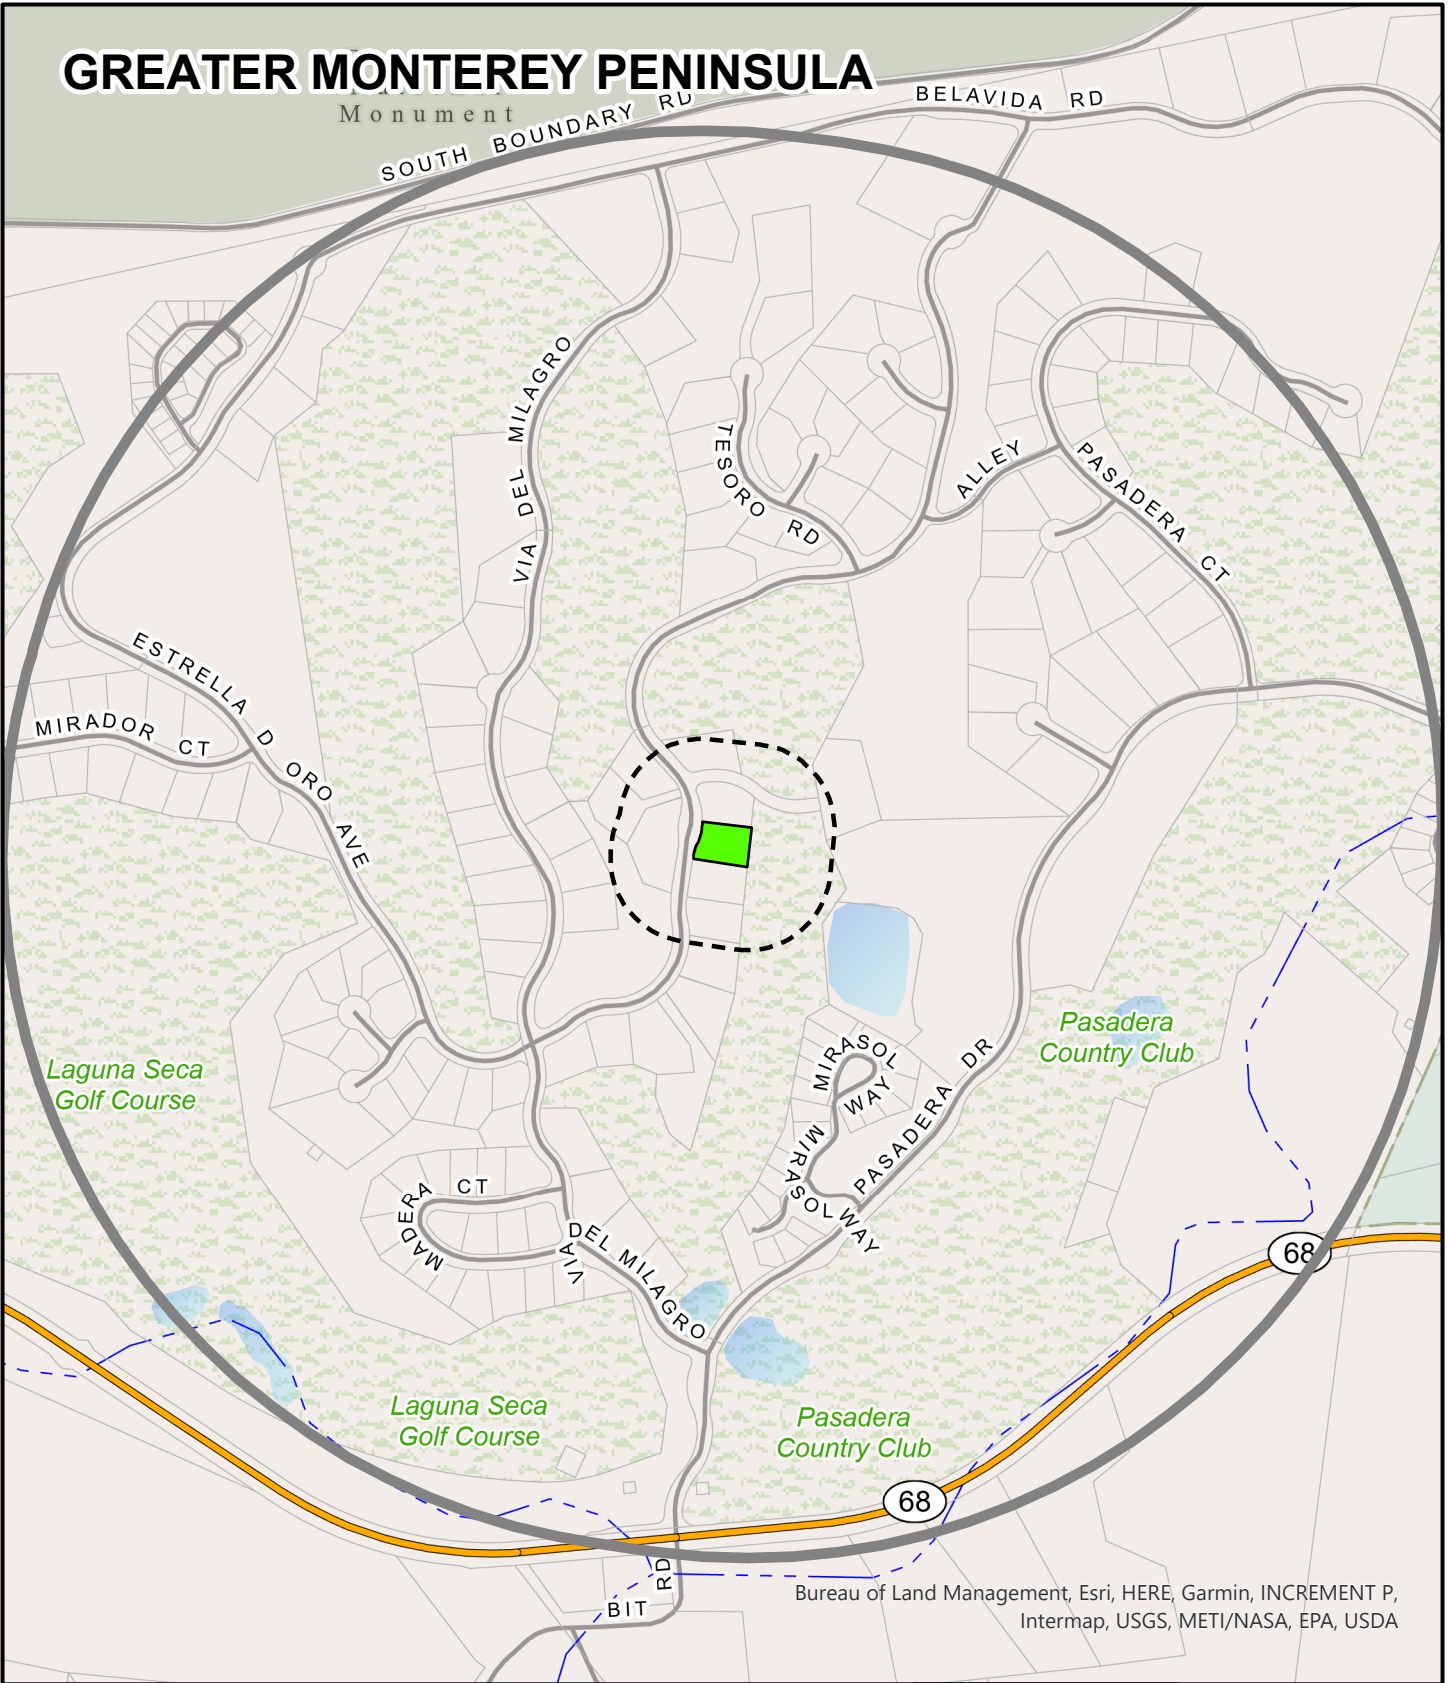 GREATER MONTEREY PENINSULA
Monument
SOUTH BOUNDARY RD
BELAVIDA RD
VIA DEL MILAGRO
TESORO RD
ALLEY
PASADERA CT
ESTRELLA D ORO AVE
MIRADOR CT
Laguna Seca
Golf Course
Pasadera
Country Club
MIRASOL WAY
PASADERA DR
MIRASOL WAY
MADERA CT
VIA DEL MILAGRO
68
Laguna Seca
Golf Course
Pasadera
Country Club
68
BIT RD
Bureau of Land Management, Esri, HERE, Garmin, INCREMENT P,
Intermap, USGS, METI/NASA, EPA, USDA